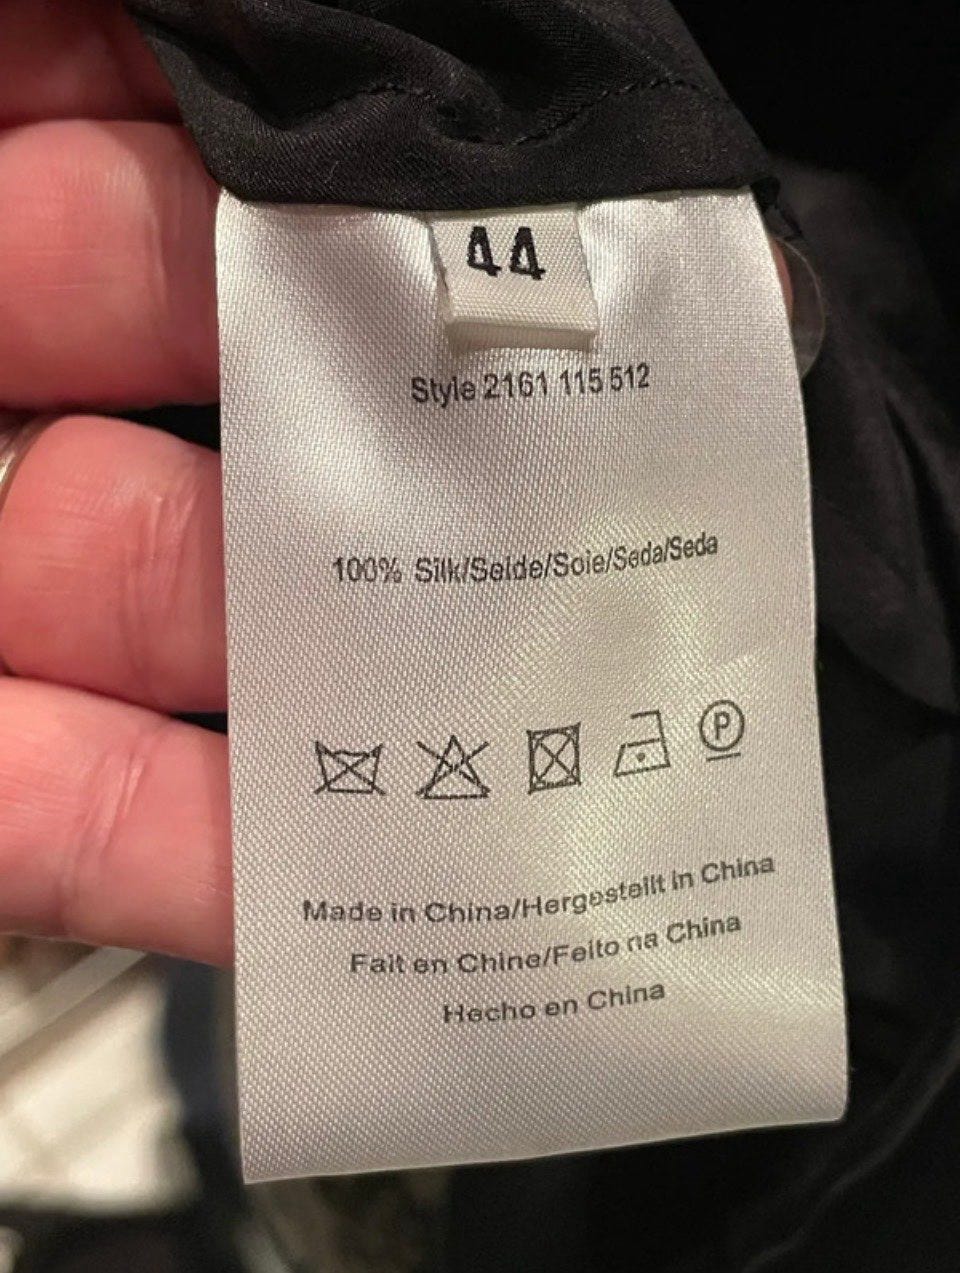 44
Style 2161 115 512
100% Silk/Seide/Soie/Seda/Seda
P
Made in China/Hergestellt in China
Fait en Chine/Feito na China
Hecho en China